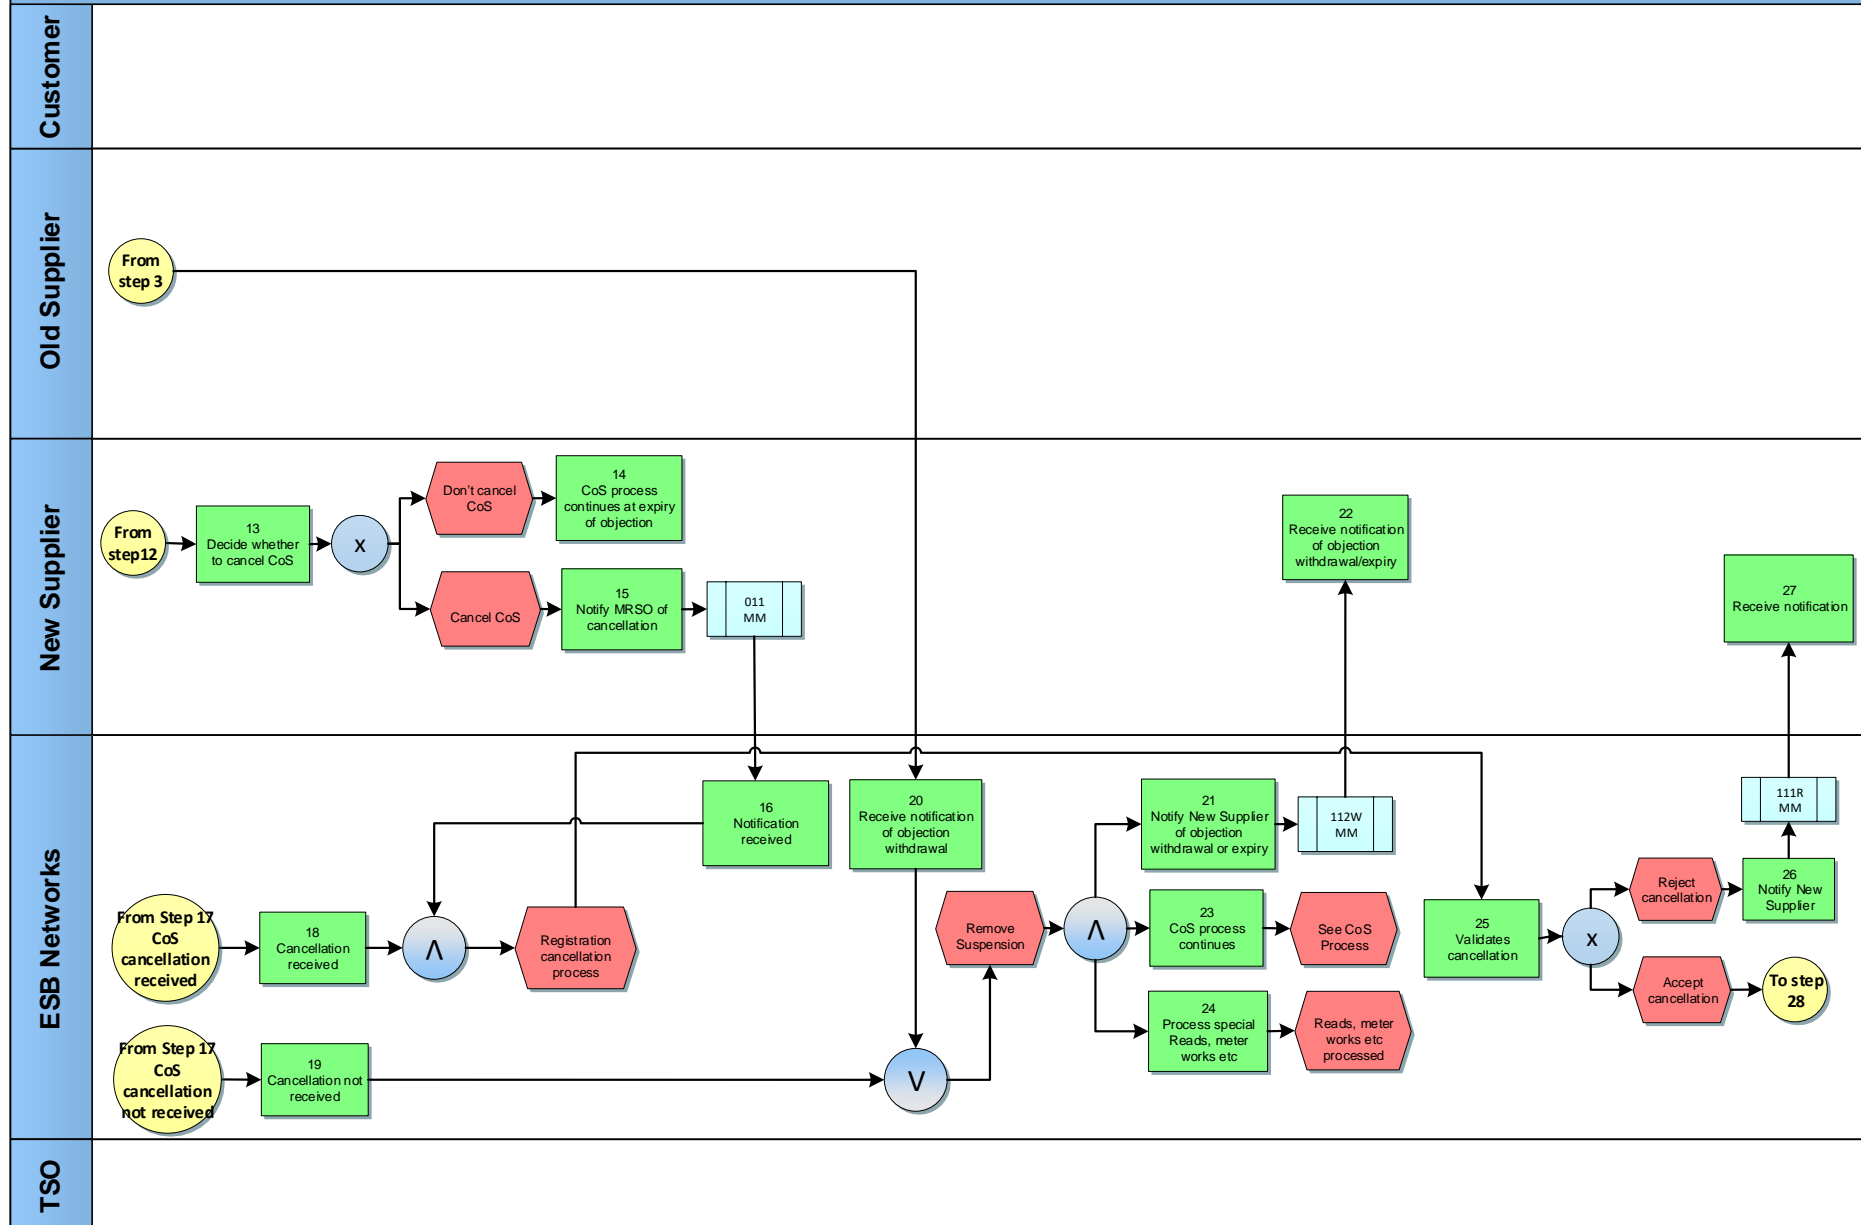 Customer
Old Supplier
From
step 3
New Supplier
From
step12
13
Decide whether
to cancel CoS
X
Don't cancel
CoS
14
CoS process
continues at expiry
of objection
Cancel CoS
15
Notify MRSO of
cancellation
011
MM
22
Receive notification
of objection
withdrawal/expiry
27
Receive notification
ESB Networks
16
Notification
received
20
Receive notification
of objection
withdrawal
21
Notify New Supplier
of objection
withdrawal or expiry
112W
MM
111R
MM
From Step 17
CoS
cancellation
received
18
Cancellation
received
Λ
Registration
cancellation
process
Remove
Suspension
Λ
23
CoS process
continues
See CoS
Process
25
Validates
cancellation
X
Reject
cancellation
26
Notify New
Supplier
Accept
cancellation
To step
28
24
Process special
Reads, meter
works etc
Reads, meter
works etc
processed
From Step 17
CoS
cancellation
not received
19
Cancellation not
received
V
TSO